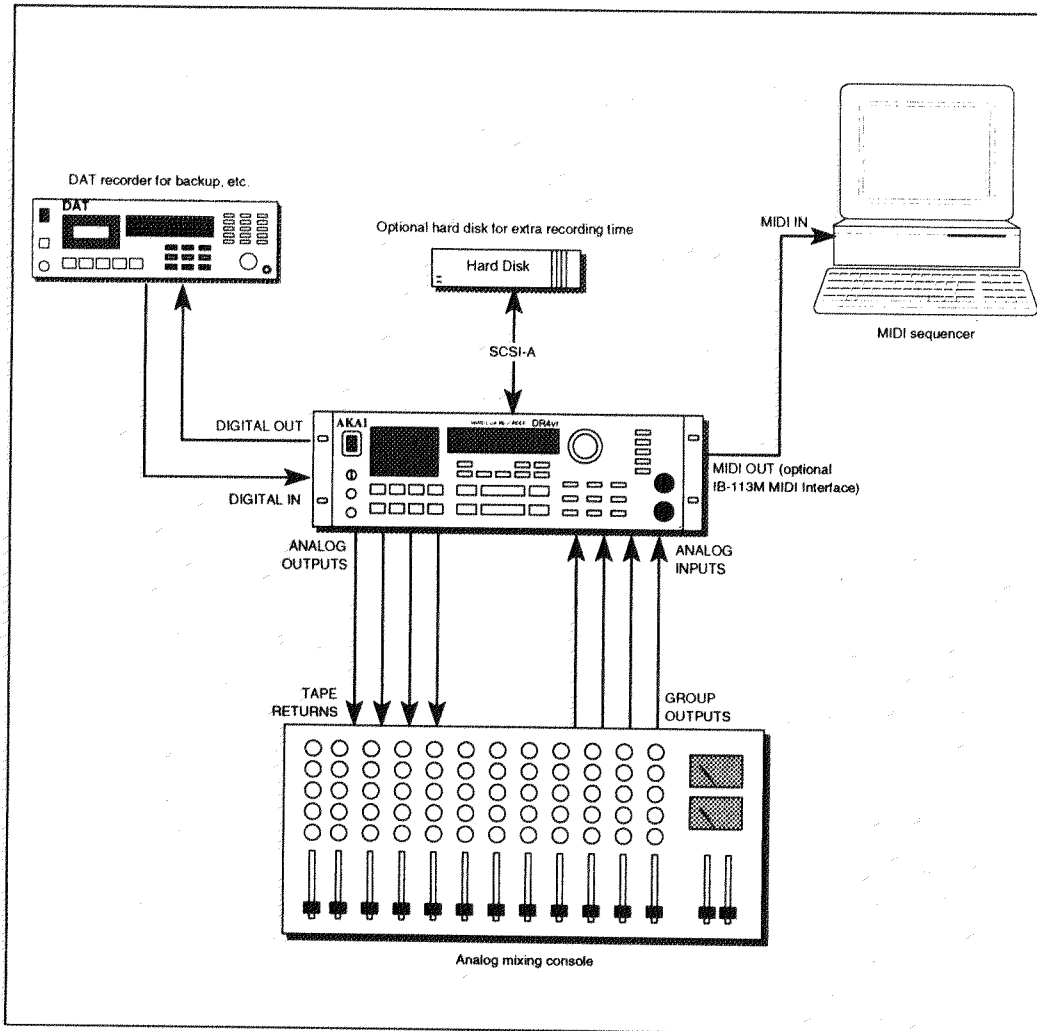 DAT recorder for backup, etc.
DAT
Optional hard disk for extra recording time
Hard Disk
MIDI IN
MIDI sequencer
SCSI-A
DIGITAL OUT
DIGITAL IN
AKAI
DR4vr
MIDI OUT (optional
IB-113M MIDI Interface)
ANALOG
OUTPUTS
ANALOG
INPUTS
TAPE
RETURNS
GROUP
OUTPUTS
Analog mixing console